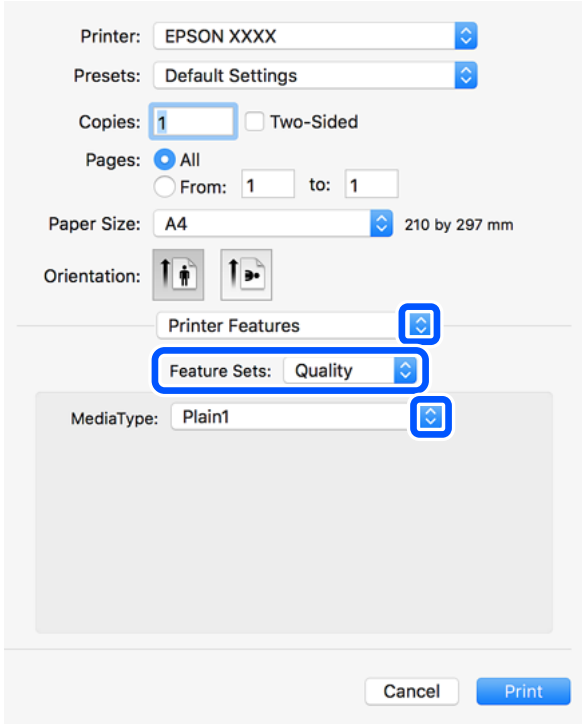 Printer: EPSON XXXX
Presets: Default Settings
Copies: 1 Two-Sided
Pages: All
From: 1 to: 1
Paper Size: A4 210 by 297 mm
Orientation:
Printer Features
Feature Sets: Quality
MediaType: Plain1
Cancel Print